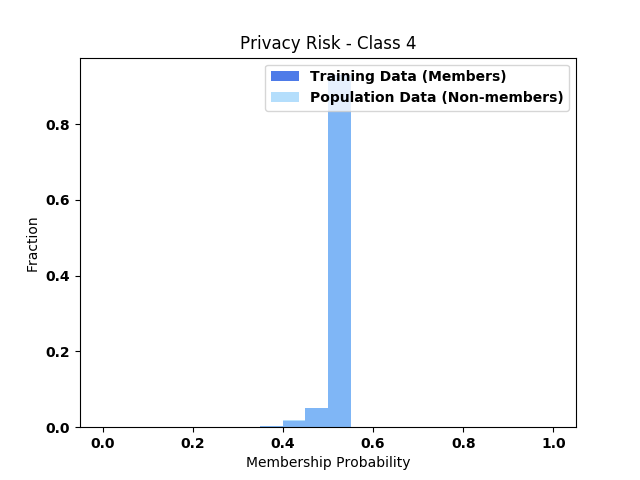 Privacy Risk - Class 4
Training Data (Members)
Population Data (Non-members)
0.8
0.6
0.4
0.2
0.0
Fraction
0.0 0.2 0.4 0.6 0.8 1.0
Membership Probability